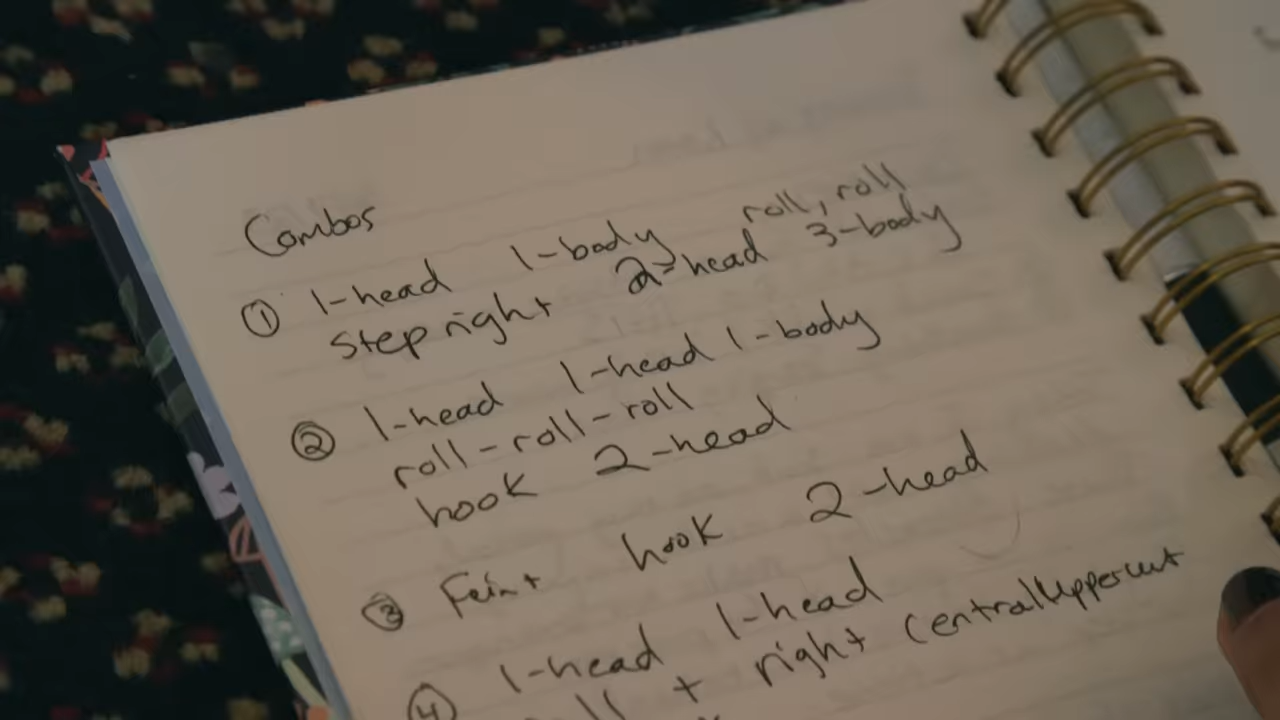 Combos
① 1-head 1-body roll, roll
step right 2-head 3-body
② 1-head 1-head 1-body
roll-roll-roll
hook 2-head
③ Feint hook 2-head
④ 1-head 1-head
+ right central uppercut